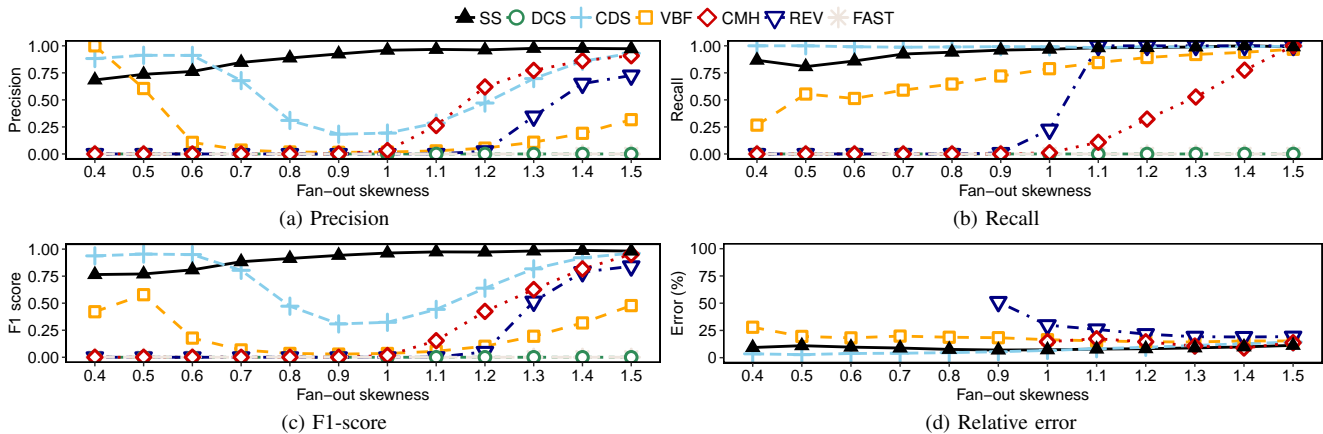 SS DCS CDS VBF CMH REV FAST
Precision
1.00
0.75
0.50
0.25
0.00
0.4 0.5 0.6 0.7 0.8 0.9 1 1.1 1.2 1.3 1.4 1.5
Fan−out skewness
(a) Precision
Recall
1.00
0.75
0.50
0.25
0.00
0.4 0.5 0.6 0.7 0.8 0.9 1 1.1 1.2 1.3 1.4 1.5
Fan−out skewness
(b) Recall
F1 score
1.00
0.75
0.50
0.25
0.00
0.4 0.5 0.6 0.7 0.8 0.9 1 1.1 1.2 1.3 1.4 1.5
Fan−out skewness
(c) F1-score
Error (%)
100
75
50
25
0
0.4 0.5 0.6 0.7 0.8 0.9 1 1.1 1.2 1.3 1.4 1.5
Fan−out skewness
(d) Relative error